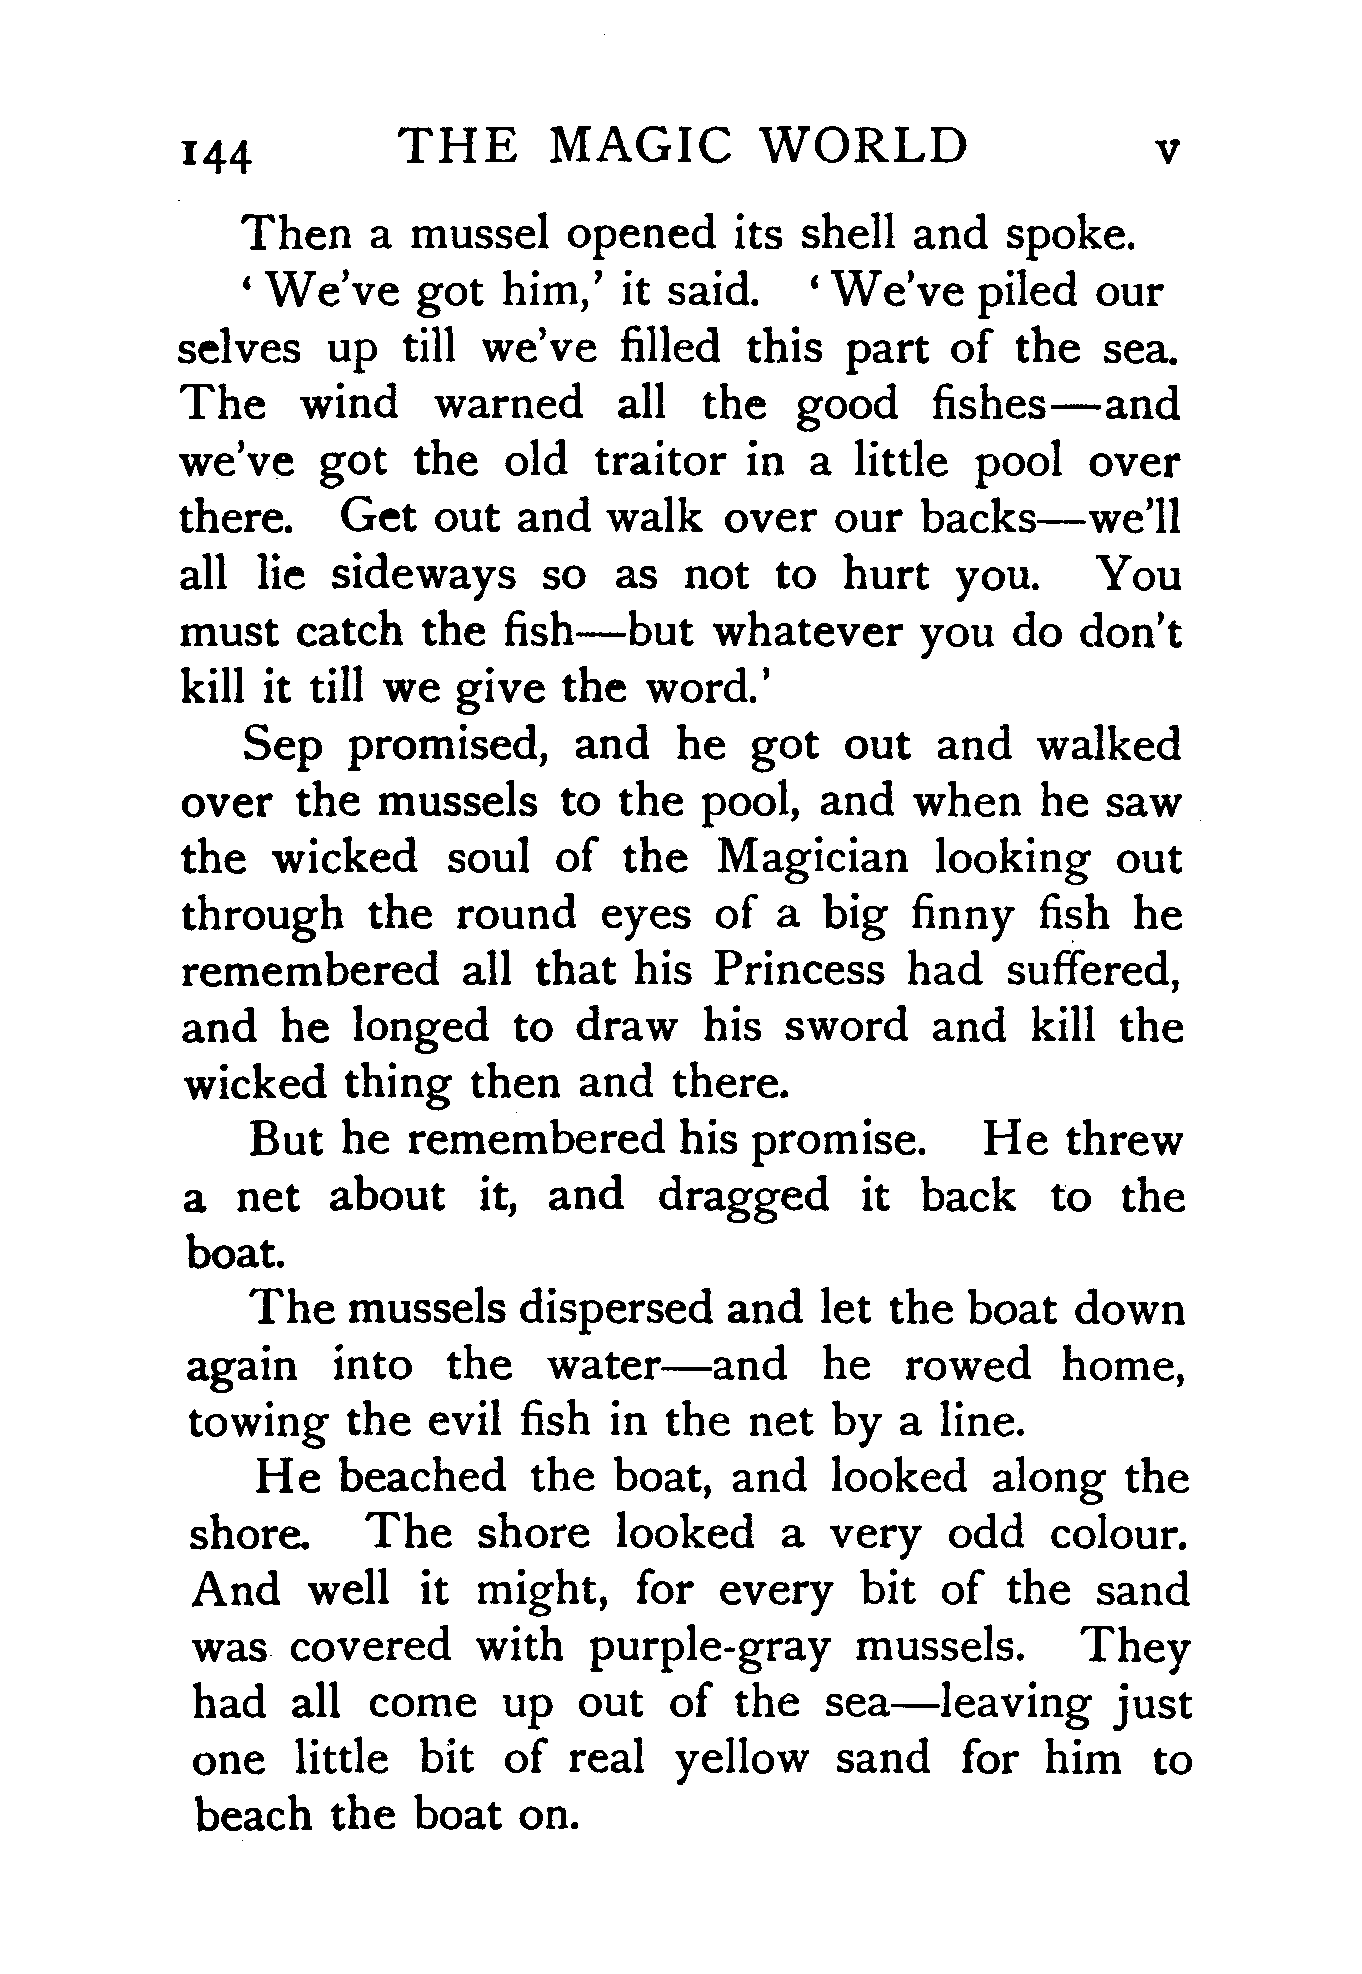 144 THE MAGIC WORLD v
Then a mussel opened its shell and spoke.
‘ We've got him,’ it said. ‘ We've piled our
selves up till we've filled this part of the sea.
The wind warned all the good fishes—and
we've got the old traitor in a little pool over
there. Get out and walk over our backs—we'll
all lie sideways so as not to hurt you. You
must catch the fish—but whatever you do don't
kill it till we give the word.’
Sep promised, and he got out and walked
over the mussels to the pool, and when he saw
the wicked soul of the Magician looking out
through the round eyes of a big finny fish he
remembered all that his Princess had suffered,
and he longed to draw his sword and kill the
wicked thing then and there.
But he remembered his promise. He threw
a net about it, and dragged it back to the
boat.
The mussels dispersed and let the boat down
again into the water—and he rowed home,
towing the evil fish in the net by a line.
He beached the boat, and looked along the
shore. The shore looked a very odd colour.
And well it might, for every bit of the sand
was covered with purple-gray mussels. They
had all come up out of the sea—leaving just
one little bit of real yellow sand for him to
beach the boat on.